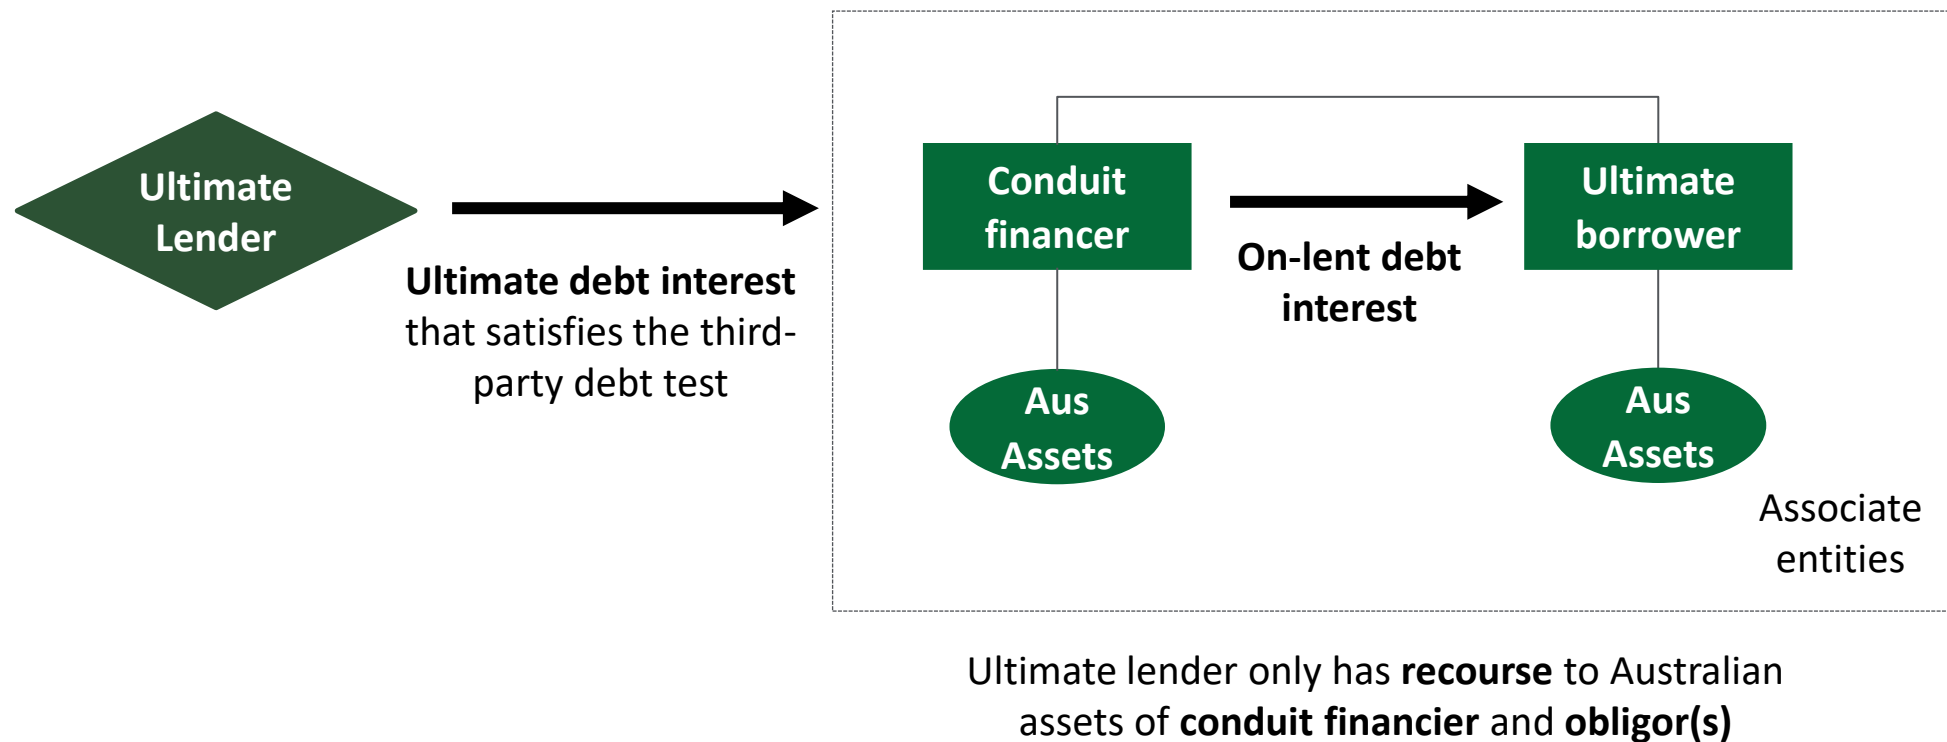 Ultimate
Lender
Ultimate debt interest
that satisfies the third-
party debt test
Conduit
financer
On-lent debt
interest
Ultimate
borrower
Aus
Assets
Aus
Assets
Associate
entities
Ultimate lender only has recourse to Australian
assets of conduit financier and obligor(s)